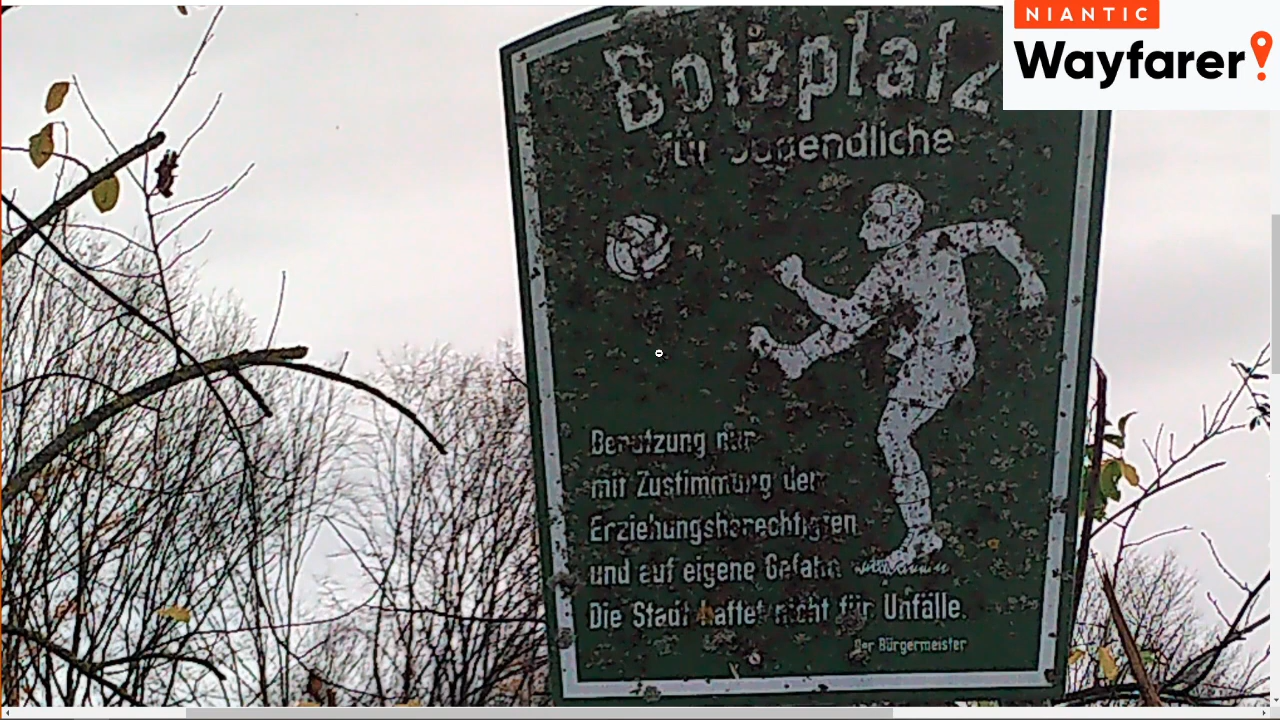 NIANTIC
Wayfarer
Bolzplatz
für Jugendliche
Benutzung nur
mit Zustimmung der
Erziehungsberechtigten
und auf eigene Gefahr
Die Stadt haftet nicht für Unfälle.
Der Bürgermeister